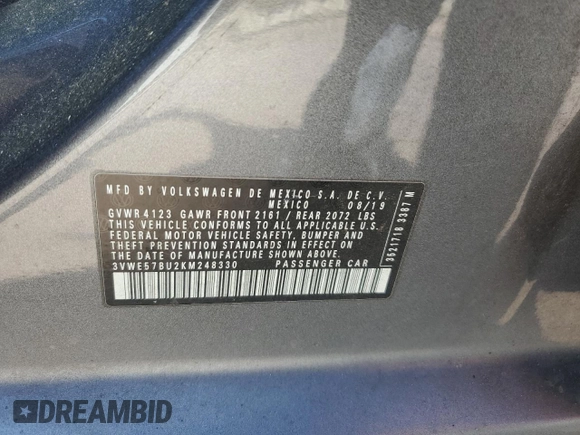 MFD BY VOLKSWAGEN DE MEXICO S.A. DE C.V.
MEXICO 08/19
GVWR 4123 GAWR FRONT 2161 / REAR 2072 LBS
THIS VEHICLE CONFORMS TO ALL APPLICABLE U.S.
FEDERAL MOTOR VEHICLE SAFETY, BUMPER AND
THEFT PREVENTION STANDARDS IN EFFECT ON
THE DATE OF MANUFACTURE SHOWN ABOVE.
3VWE57BU2KM248330 PASSENGER CAR
3521718 3387 M
DREAMBID